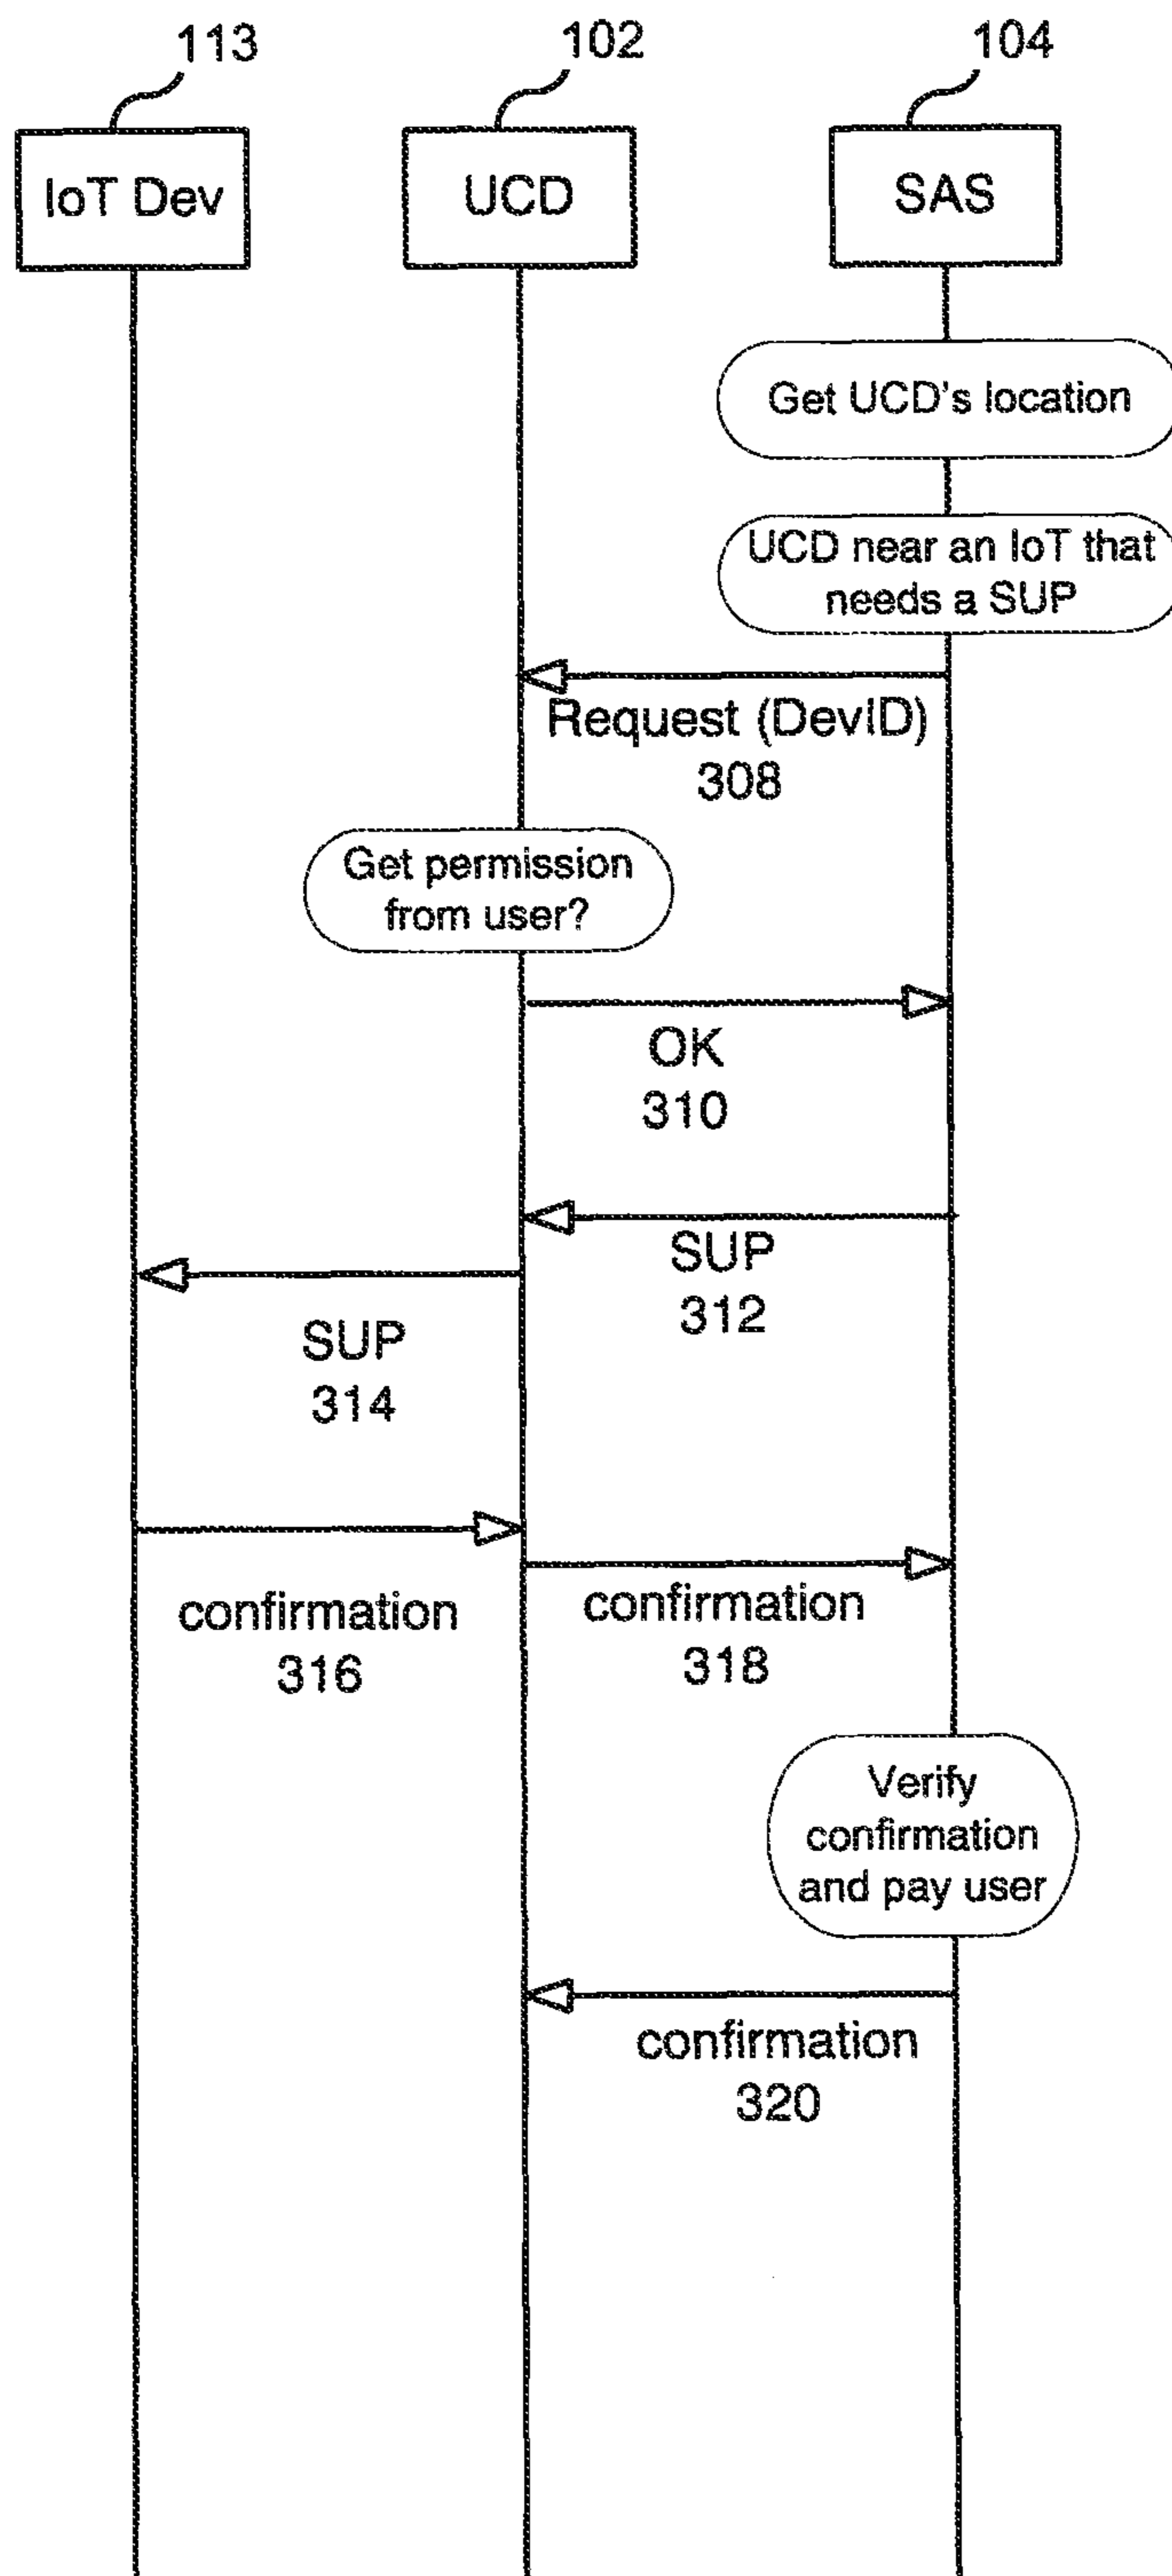 113
102
104
IoT Dev
UCD
SAS
Get UCD's location
UCD near an IoT that
needs a SUP
Request (DevID)
308
Get permission
from user?
OK
310
SUP
312
SUP
314
confirmation
316
confirmation
318
Verify
confirmation
and pay user
confirmation
320